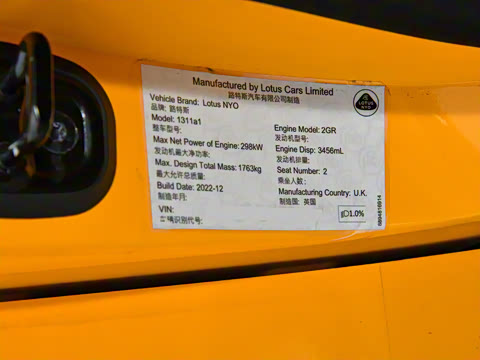 Manufactured by Lotus Cars Limited
路特斯汽车有限公司制造
LOTUS
NYO
Vehicle Brand: Lotus NYO
品牌: 路特斯
Model: 1311a1
整车型号:
Engine Model: 2GR
发动机型号:
Max Net Power of Engine: 298kW
发动机最大净功率:
Engine Disp: 3456mL
发动机排量:
Max. Design Total Mass: 1763kg
最大允许总质量:
Seat Number: 2
乘坐人数:
Build Date: 2022-12
制造年月:
Manufacturing Country: U.K.
制造国: 英国
VIN:
车辆识别代号:
1.0%